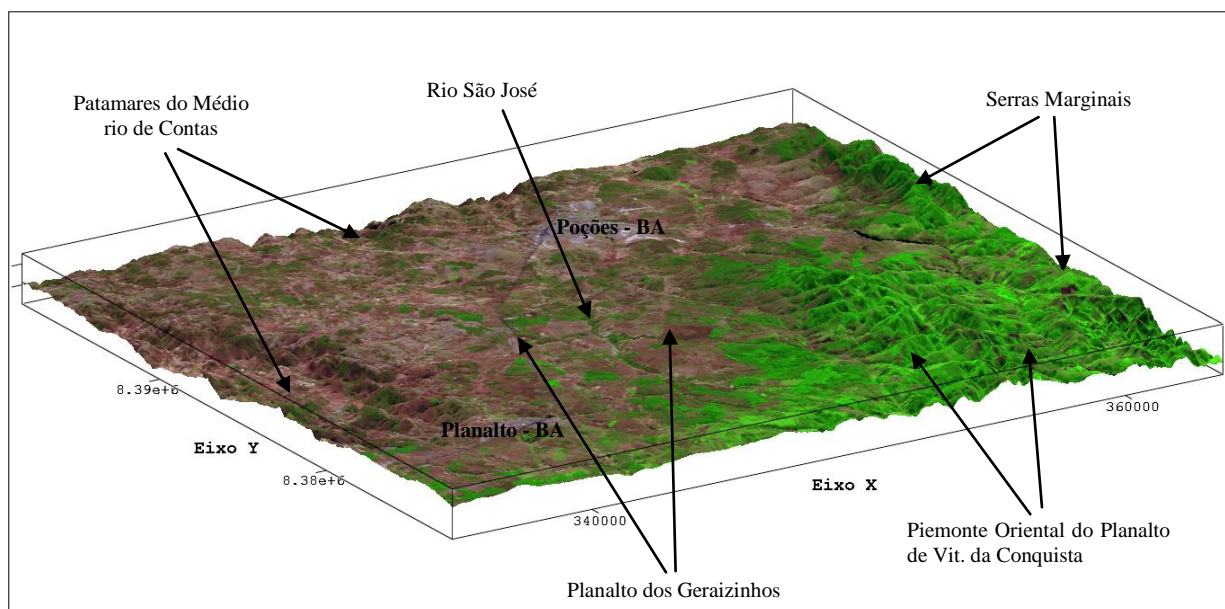 Rio São José
Serras Marginais
Patamares do Médio
rio de Contas
Poções - BA
8.39e+6
Planalto - BA
Eixo Y
8.38e+6
360000
Eixo X
340000
Piemonte Oriental do Planalto
de Vit. da Conquista
Planalto dos Geraizinhos